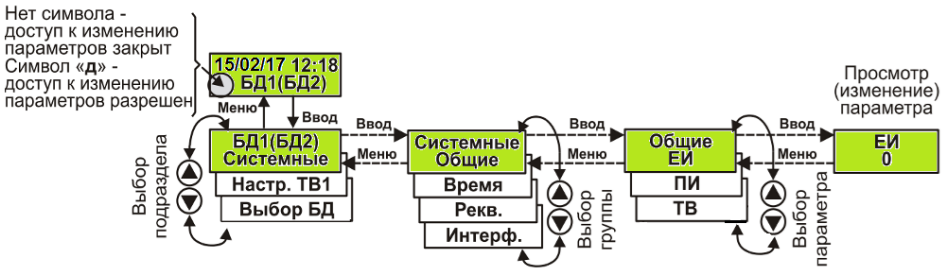 Нет символа -
доступ к изменению
параметров закрыт
Символ «д» -
доступ к изменению
параметров разрешен
15/02/17 12:18
БД1(БД2)
Меню
Ввод
Выбор
подраздела
БД1(БД2)
Системные
Настр. ТВ1
Выбор БД
Ввод
Меню
Системные
Общие
Время
Рекв.
Интерф.
Выбор
группы
Ввод
Меню
Общие
ЕИ
ПИ
ТВ
Выбор
параметра
Ввод
Меню
Просмотр
(изменение)
параметра
ЕИ
0